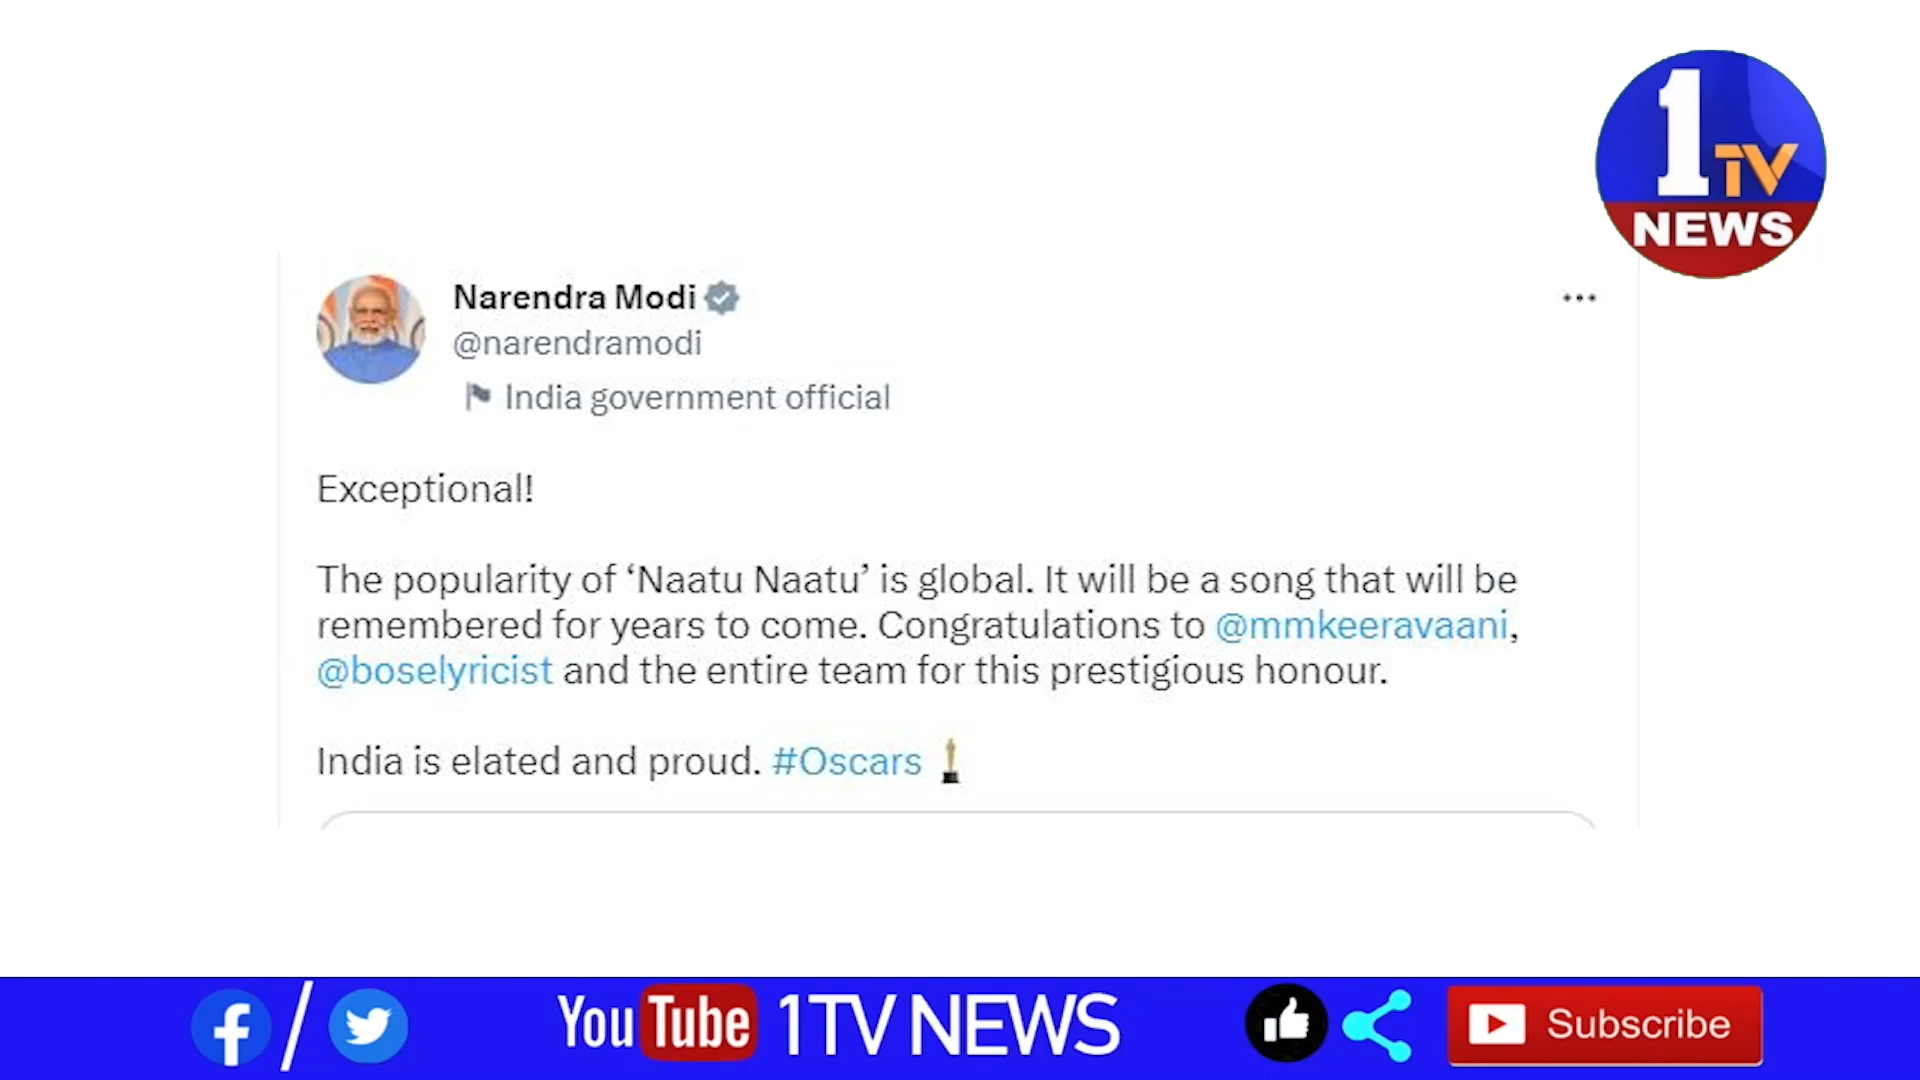 1
TV
NEWS
Narendra Modi
@narendramodi
India government official
Exceptional!
The popularity of ‘Naatu Naatu’ is global. It will be a song that will be
remembered for years to come. Congratulations to @mmkeeravaani,
@boselyricist and the entire team for this prestigious honour.
India is elated and proud. #Oscars
YouTube 1TV NEWS
Subscribe